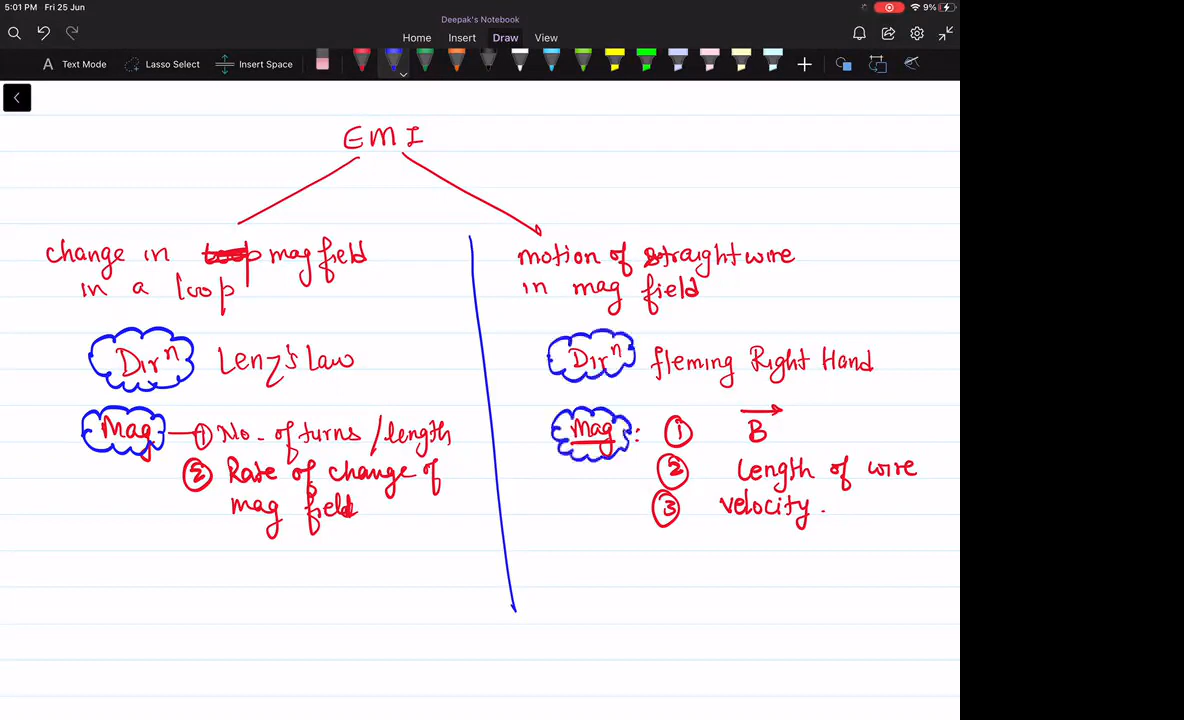 5:01 PM Fri 25 Jun
9%
Deepak's Notebook
Home Insert Draw View
Text Mode Lasso Select Insert Space
EMI
change in mag field
in a loop
Dirⁿ Lenz's Law
Mag ① No. of turns / length
② Rate of change of
mag field
motion of straight wire
in mag field
Dirⁿ fleming Right Hand
Mag : ① B⃗
② Length of wire
③ velocity.